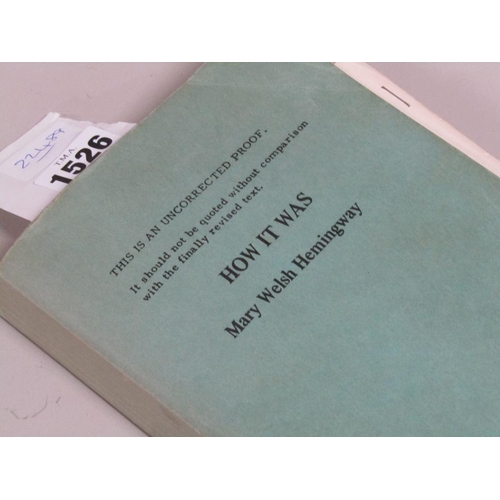 22489
T.M.A.
1526
THIS IS AN UNCORRECTED PROOF.
It should not be quoted without comparison
with the finally revised text.
HOW IT WAS
Mary Welsh Hemingway